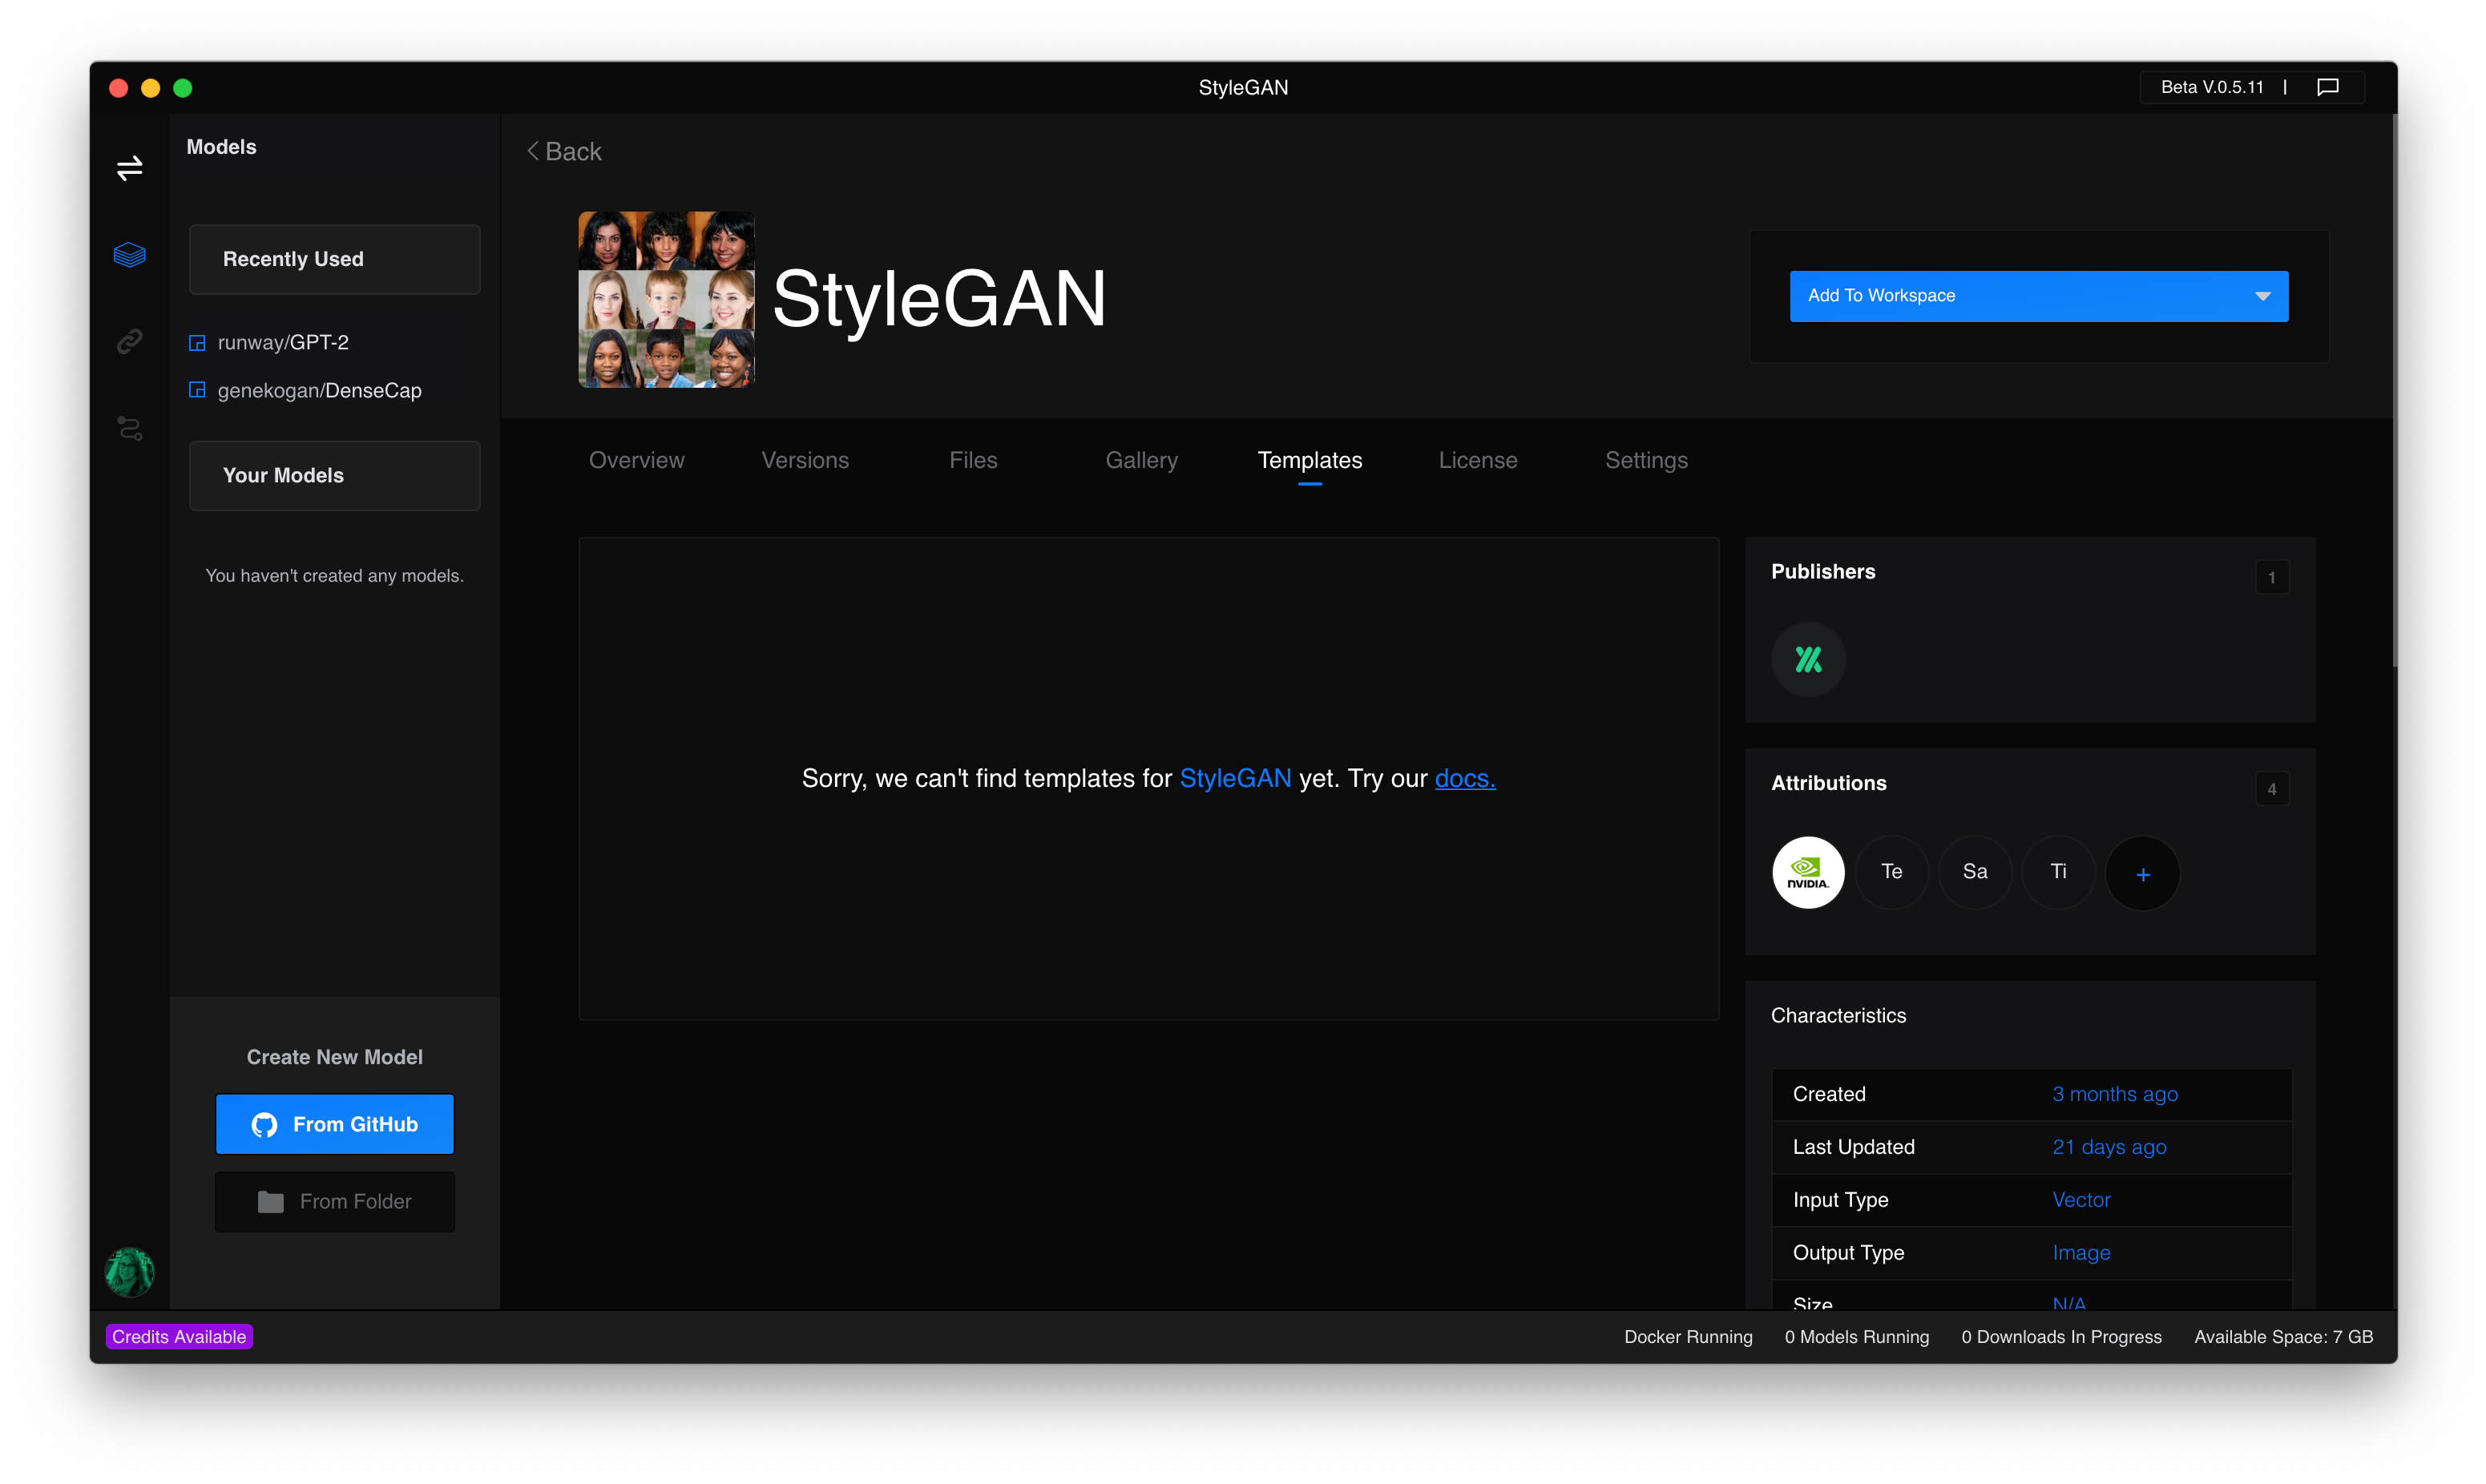 StyleGAN
Beta V.0.5.11 |
Models
Recently Used
runway/GPT-2
genekogan/DenseCap
Your Models
You haven't created any models.
Create New Model
From GitHub
From Folder
Back
StyleGAN
Add To Workspace
Overview
Versions
Files
Gallery
Templates
License
Settings
Sorry, we can't find templates for StyleGAN yet. Try our docs.
Publishers
1
Attributions
4
NVIDIA.
Te
Sa
Ti
+
Characteristics
Created 3 months ago
Last Updated 21 days ago
Input Type Vector
Output Type Image
Size N/A
Credits Available
Docker Running
0 Models Running
0 Downloads In Progress
Available Space: 7 GB